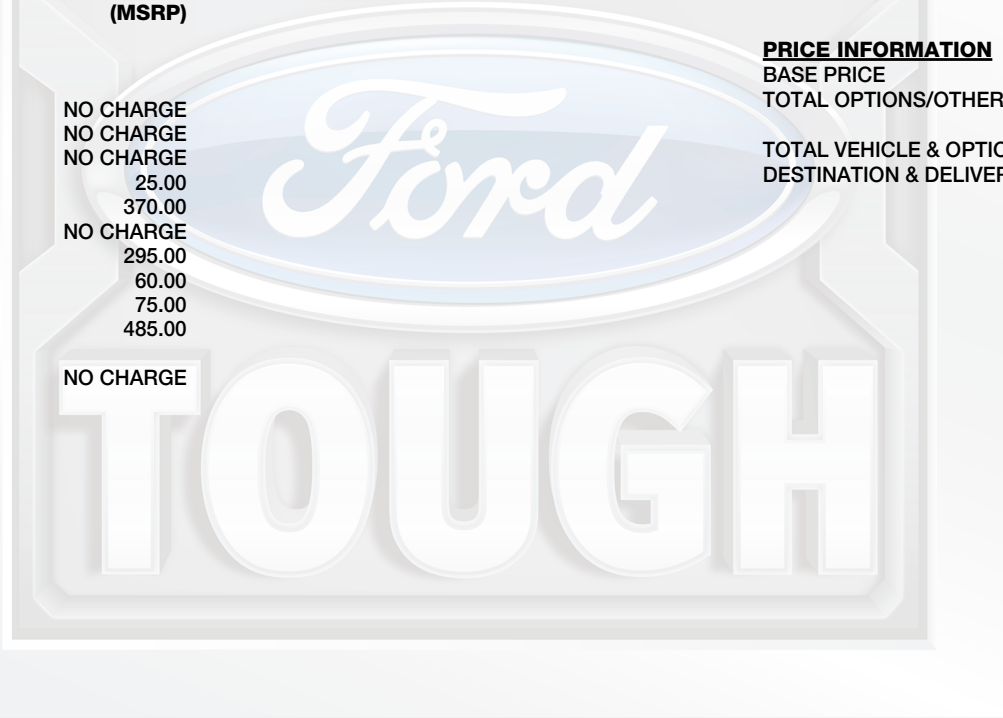 (MSRP)
NO CHARGE
NO CHARGE
NO CHARGE
25.00
370.00
NO CHARGE
295.00
60.00
75.00
485.00
NO CHARGE
PRICE INFORMATION
BASE PRICE
TOTAL OPTIONS/OTHER
TOTAL VEHICLE & OPTIO
DESTINATION & DELIVER
Ford
TOUGH